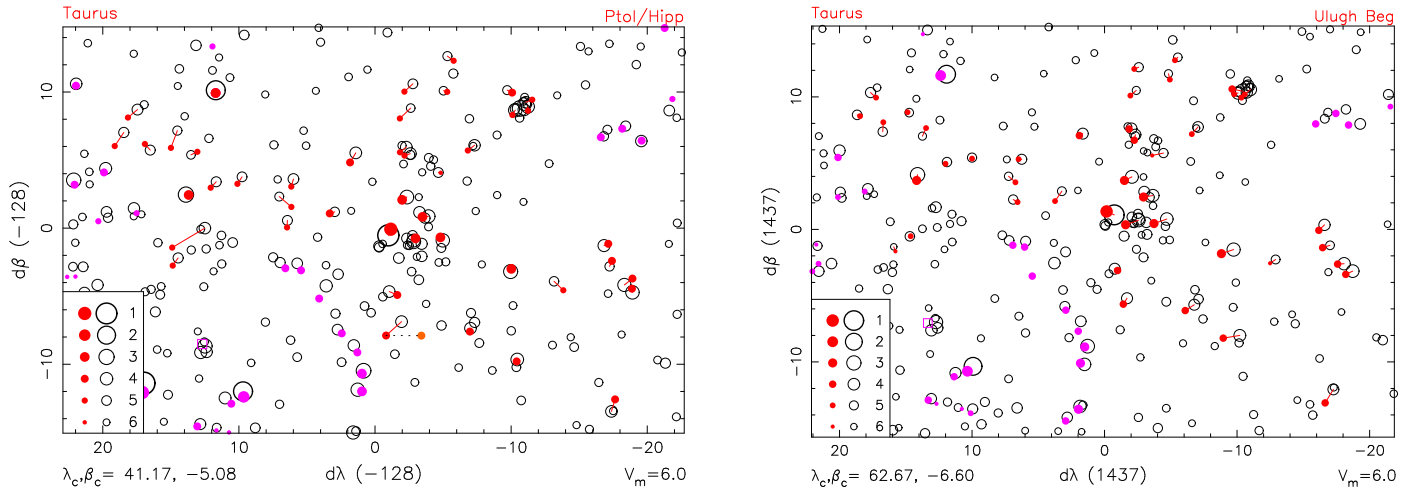 Taurus Ptol/Hipp
10
0
-10
dβ (-128)
1
2
3
4
5
6
20 10 0 -10 -20
λc,βc= 41.17, -5.08 dλ (-128) Vm=6.0
Taurus Ulugh Beg
10
0
-10
dβ (1437)
1
2
3
4
5
6
20 10 0 -10 -20
λc,βc= 62.67, -6.60 dλ (1437) Vm=6.0